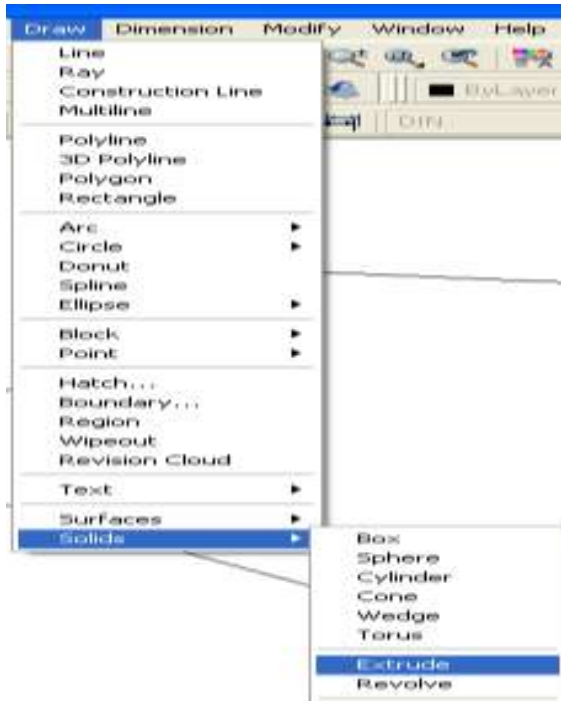 Draw Dimension Modify Window Help
Line
Ray
Construction Line
Multiline
ByLayer
DIN
Polyline
3D Polyline
Polygon
Rectangle
Arc
Circle
Donut
Spline
Ellipse
Block
Point
Hatch...
Boundary...
Region
Wipeout
Revision Cloud
Text
Surfaces
Solids
Box
Sphere
Cylinder
Cone
Wedge
Torus
Extrude
Revolve